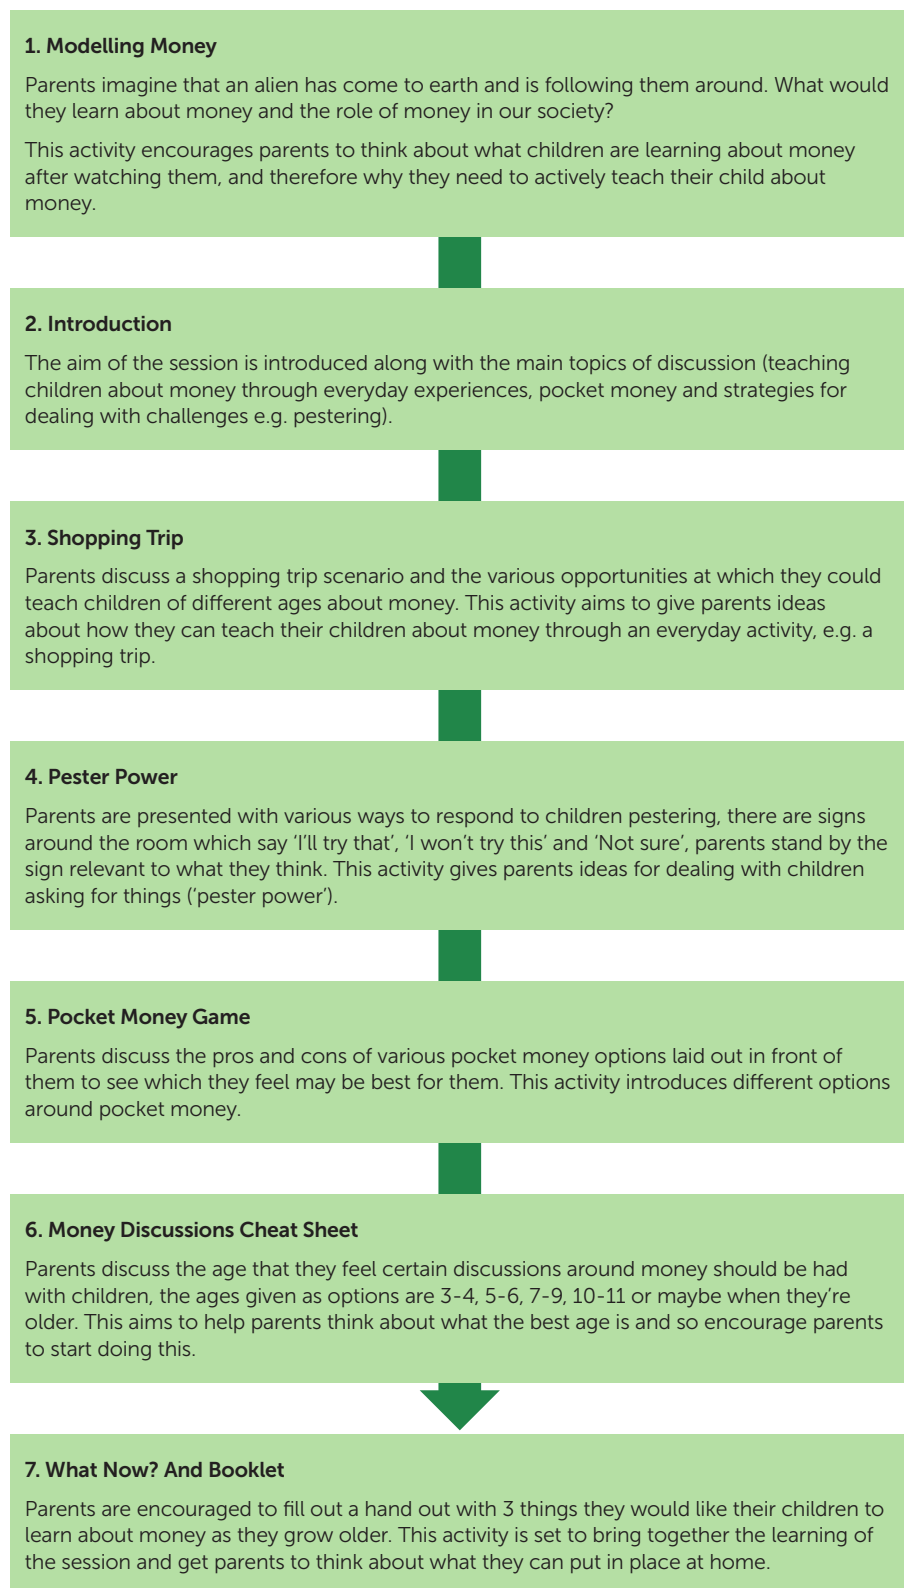 1. Modelling Money
Parents imagine that an alien has come to earth and is following them around. What would
they learn about money and the role of money in our society?
This activity encourages parents to think about what children are learning about money
after watching them, and therefore why they need to actively teach their child about
money.
2. Introduction
The aim of the session is introduced along with the main topics of discussion (teaching
children about money through everyday experiences, pocket money and strategies for
dealing with challenges e.g. pestering).
3. Shopping Trip
Parents discuss a shopping trip scenario and the various opportunities at which they could
teach children of different ages about money. This activity aims to give parents ideas
about how they can teach their children about money through an everyday activity, e.g. a
shopping trip.
4. Pester Power
Parents are presented with various ways to respond to children pestering, there are signs
around the room which say ‘I’ll try that’, ‘I won’t try this’ and ‘Not sure’, parents stand by the
sign relevant to what they think. This activity gives parents ideas for dealing with children
asking for things (‘pester power’).
5. Pocket Money Game
Parents discuss the pros and cons of various pocket money options laid out in front of
them to see which they feel may be best for them. This activity introduces different options
around pocket money.
6. Money Discussions Cheat Sheet
Parents discuss the age that they feel certain discussions around money should be had
with children, the ages given as options are 3-4, 5-6, 7-9, 10-11 or maybe when they’re
older. This aims to help parents think about what the best age is and so encourage parents
to start doing this.
7. What Now? And Booklet
Parents are encouraged to fill out a hand out with 3 things they would like their children to
learn about money as they grow older. This activity is set to bring together the learning of
the session and get parents to think about what they can put in place at home.